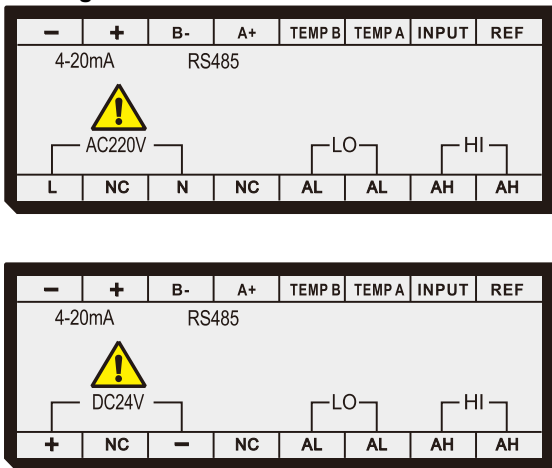 − + B- A+ TEMP B TEMP A INPUT REF
4-20mA RS485
AC220V LO HI
L NC N NC AL AL AH AH
− + B- A+ TEMP B TEMP A INPUT REF
4-20mA RS485
DC24V LO HI
+ NC − NC AL AL AH AH